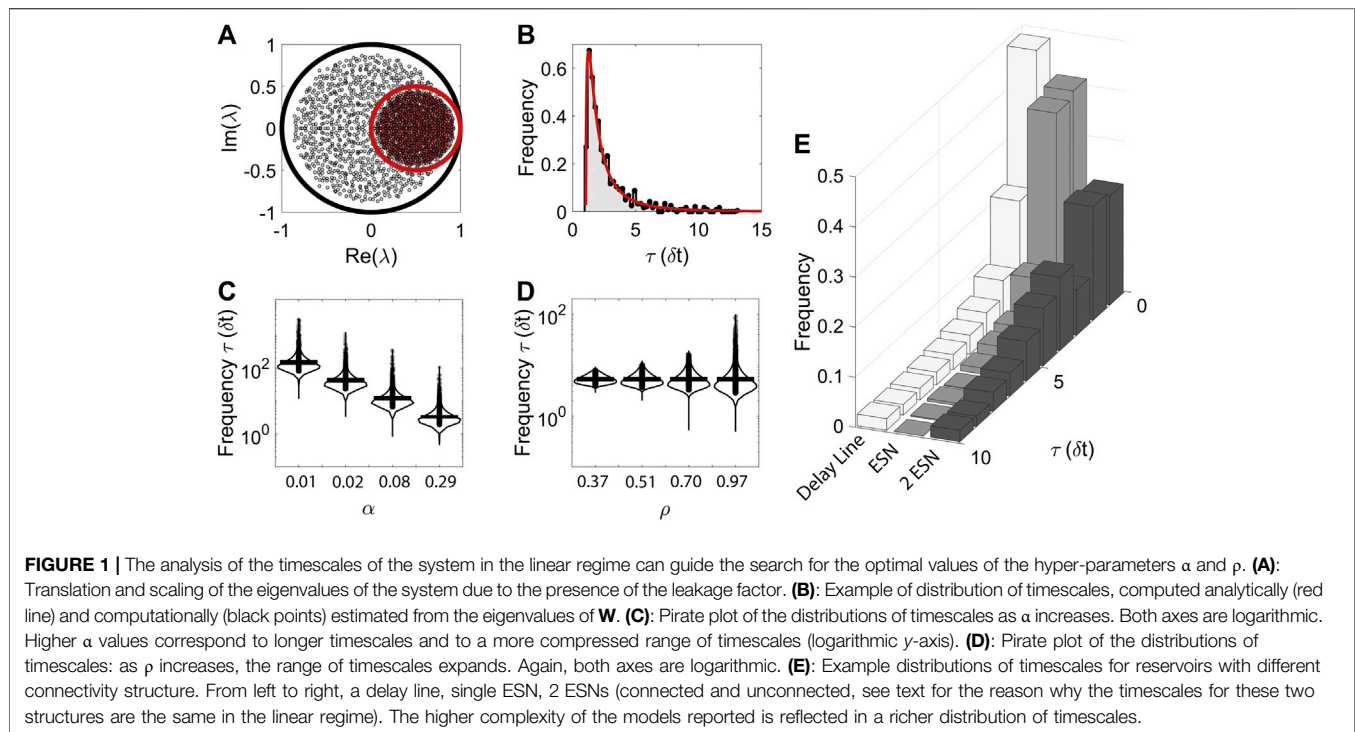 A
1
0.5
0
-0.5
-1
Im(λ)
-1
0
1
Re(λ)
B
0.6
0.4
0.2
0
Frequency
0
5
10
15
τ (δt)
C
Frequency τ (δt)
10²
10⁰
0.01
0.02
0.08
0.29
α
D
Frequency τ (δt)
10²
10⁰
0.37
0.51
0.70
0.97
ρ
E
0.5
0.4
0.3
0.2
0.1
0
Frequency
Delay Line
ESN
2 ESN
10
5
0
τ (δt)
FIGURE 1 | The analysis of the timescales of the system in the linear regime can guide the search for the optimal values of the hyper-parameters α and ρ. (A):
Translation and scaling of the eigenvalues of the system due to the presence of the leakage factor. (B): Example of distribution of timescales, computed analytically (red
line) and computationally (black points) estimated from the eigenvalues of W. (C): Pirate plot of the distributions of timescales as α increases. Both axes are logarithmic.
Higher α values correspond to longer timescales and to a more compressed range of timescales (logarithmic y-axis). (D): Pirate plot of the distributions of
timescales: as ρ increases, the range of timescales expands. Again, both axes are logarithmic. (E): Example distributions of timescales for reservoirs with different
connectivity structure. From left to right, a delay line, single ESN, 2 ESNs (connected and unconnected, see text for the reason why the timescales for these two
structures are the same in the linear regime). The higher complexity of the models reported is reflected in a richer distribution of timescales.